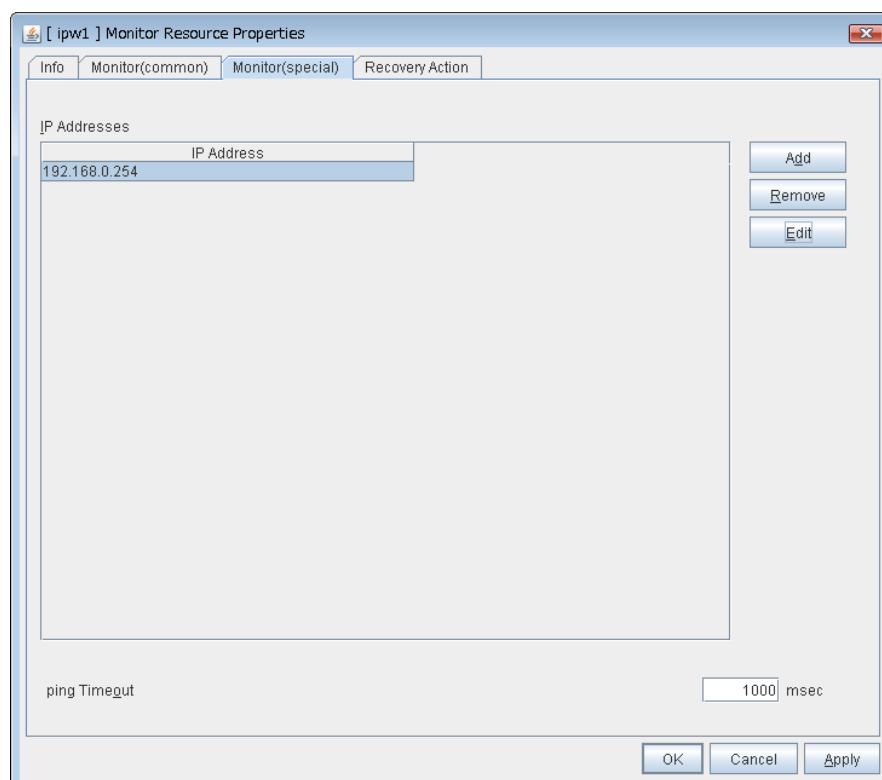 [ ipw1 ] Monitor Resource Properties
Info Monitor(common) Monitor(special) Recovery Action
IP Addresses
IP Address
192.168.0.254
Add
Remove
Edit
ping Timeout 1000 msec
OK Cancel Apply